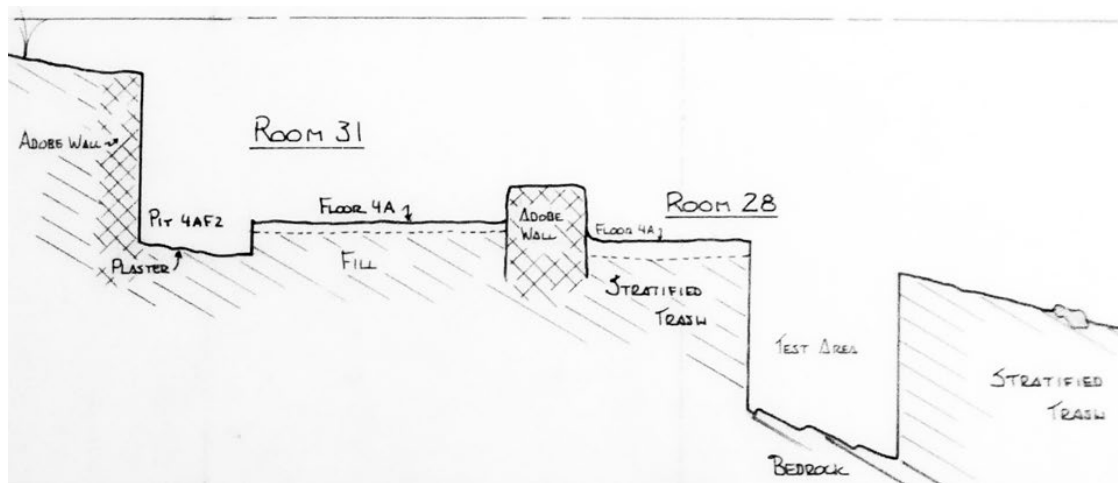 ROOM 31
ADOBE WALL
ROOM 28
PIT 4AF2
FLOOR 4A
ADOBE
WALL
FLOOR 4A
PLASTER
FILL
STRATIFIED
TRASH
TEST AREA
STRATIFIED
TRASH
BEDROCK